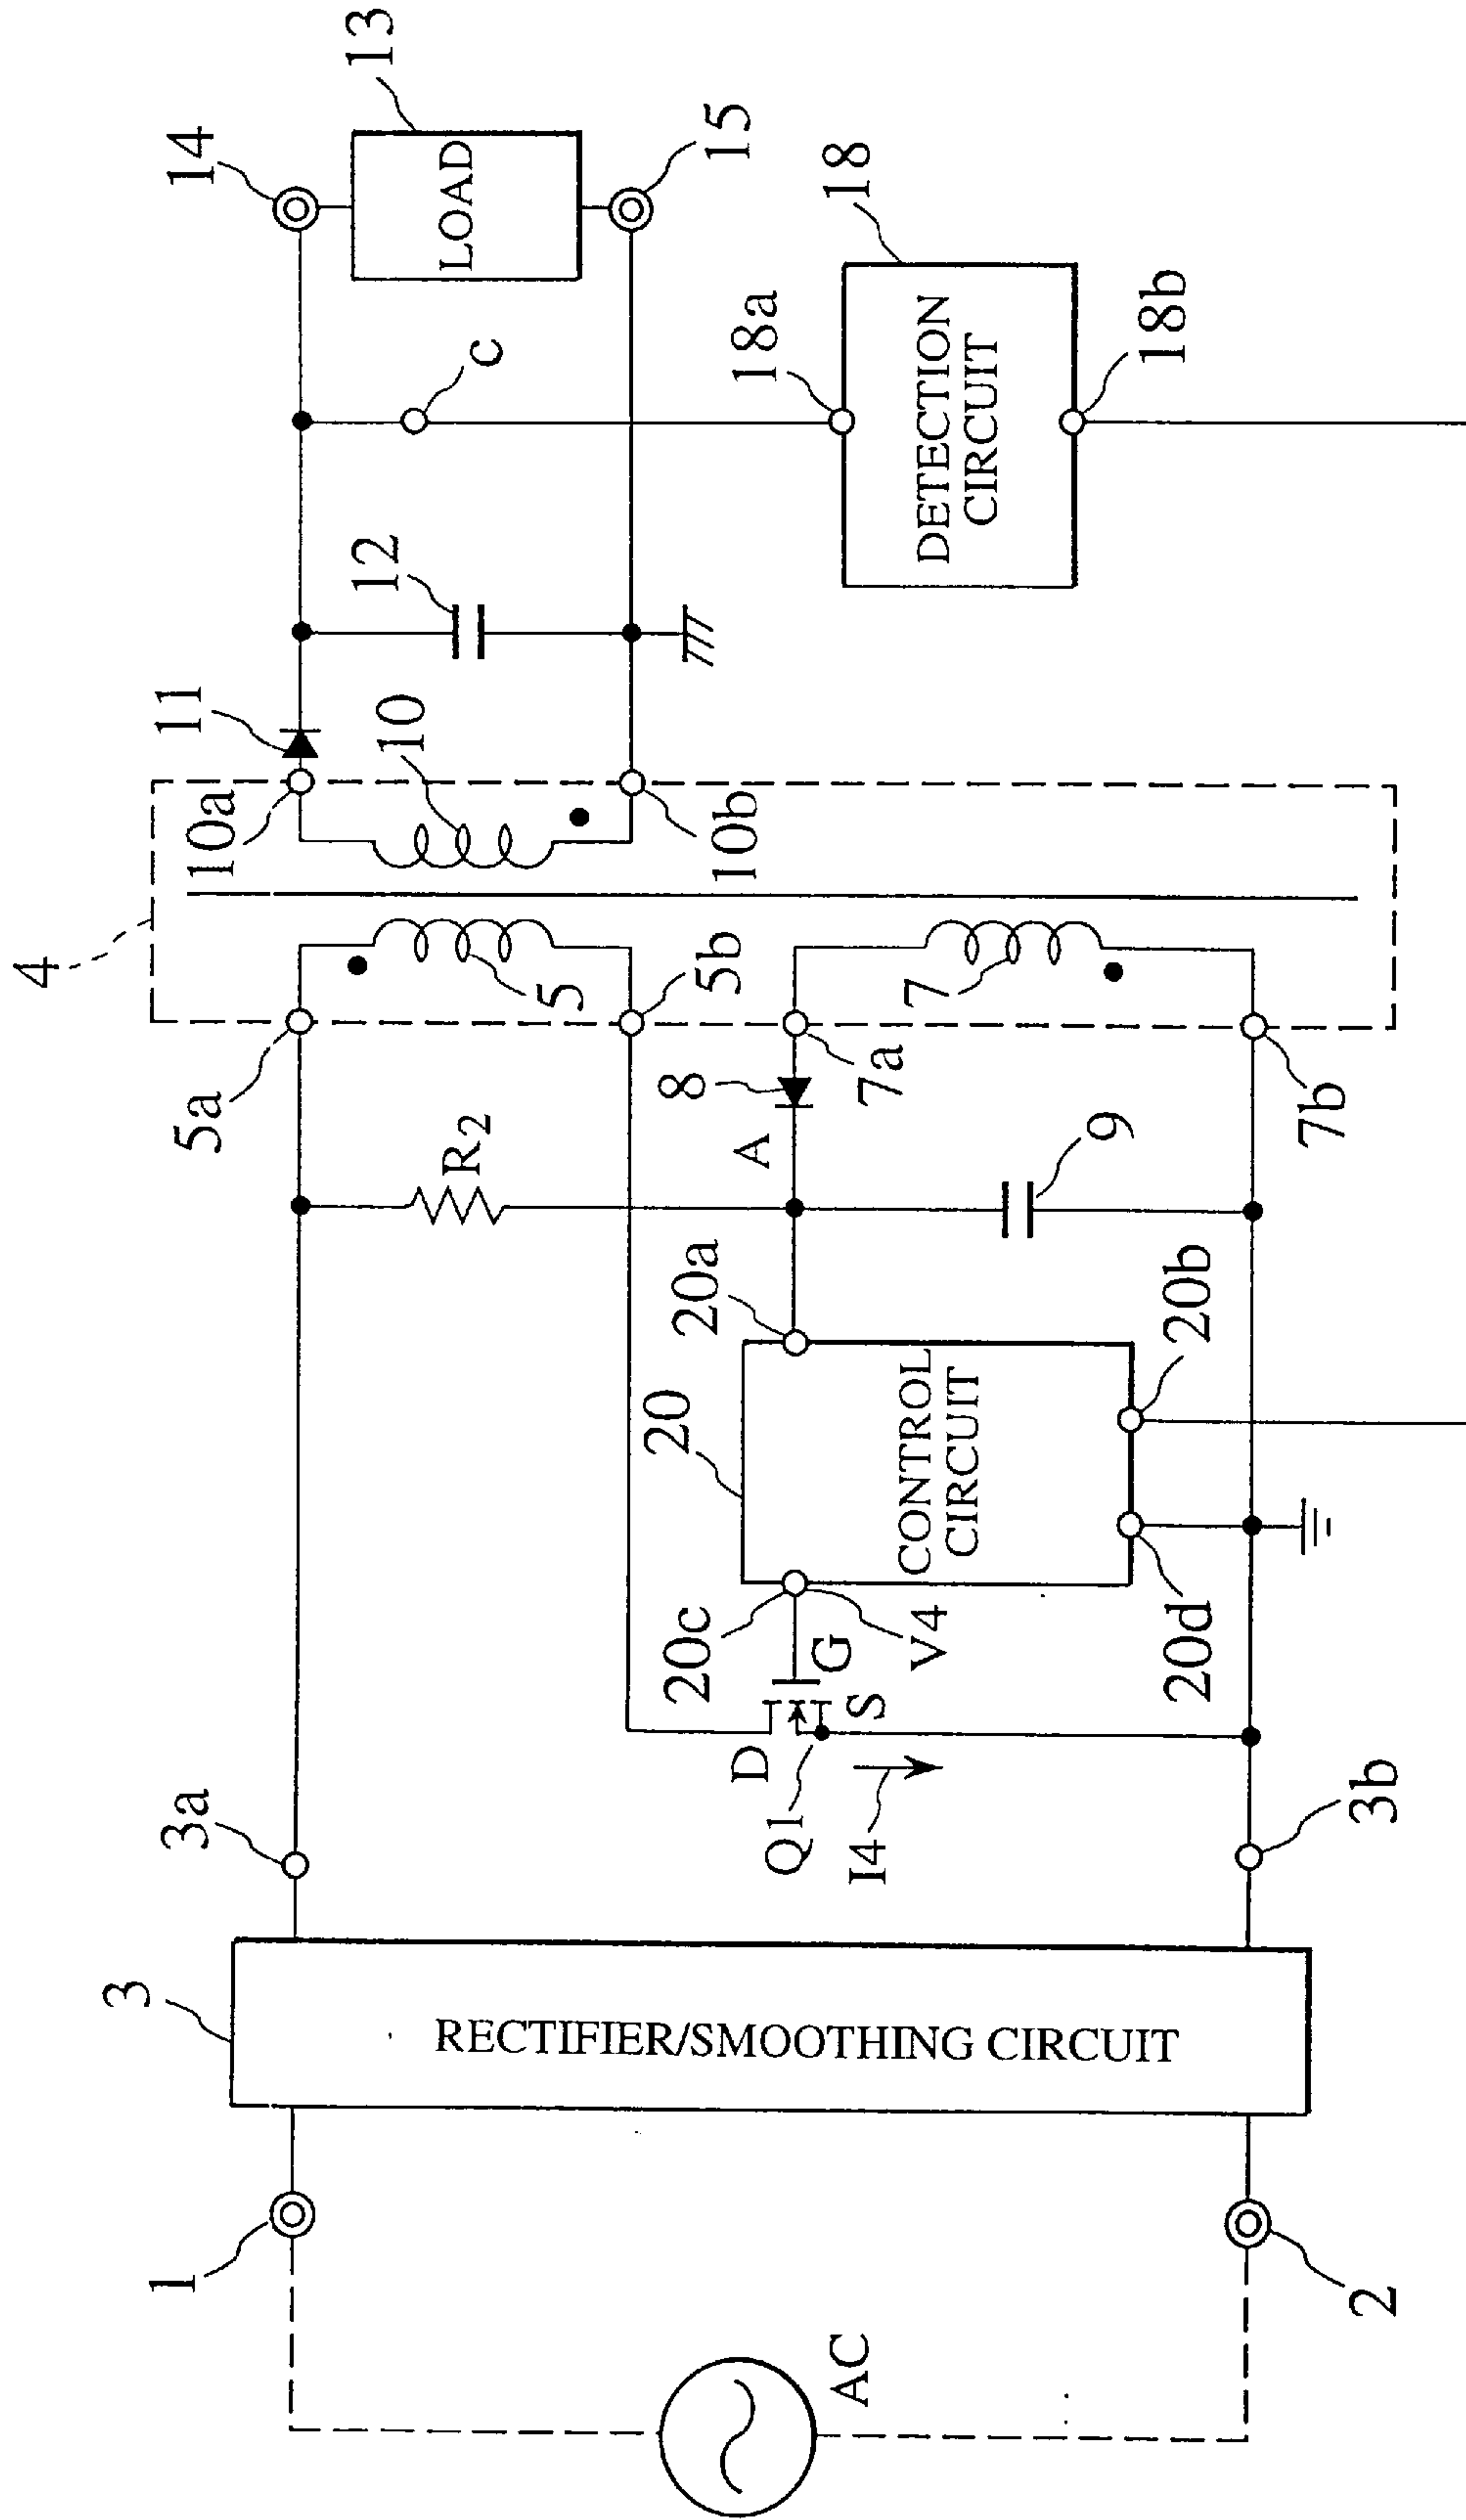 1
2
AC
3
RECTIFIER/SMOOTHING CIRCUIT
3a
3b
Q1
D
S
G
I4
V4
20
CONTROL
CIRCUIT
20a
20b
20c
20d
R2
A
8
9
4
5a
5
5b
7a
7
7b
10a
10
10b
11
12
c
14
13
LOAD
15
18a
18
DETECTION
CIRCUIT
18b